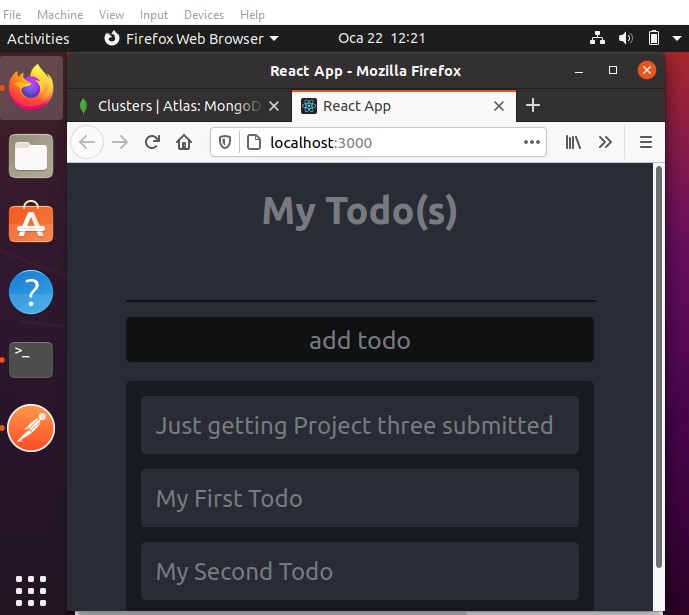 File Machine View Input Devices Help
Activities Firefox Web Browser Oca 22 12:21
React App - Mozilla Firefox
Clusters | Atlas: MongoD React App
localhost:3000
My Todo(s)
add todo
Just getting Project three submitted
My First Todo
My Second Todo
?
>_